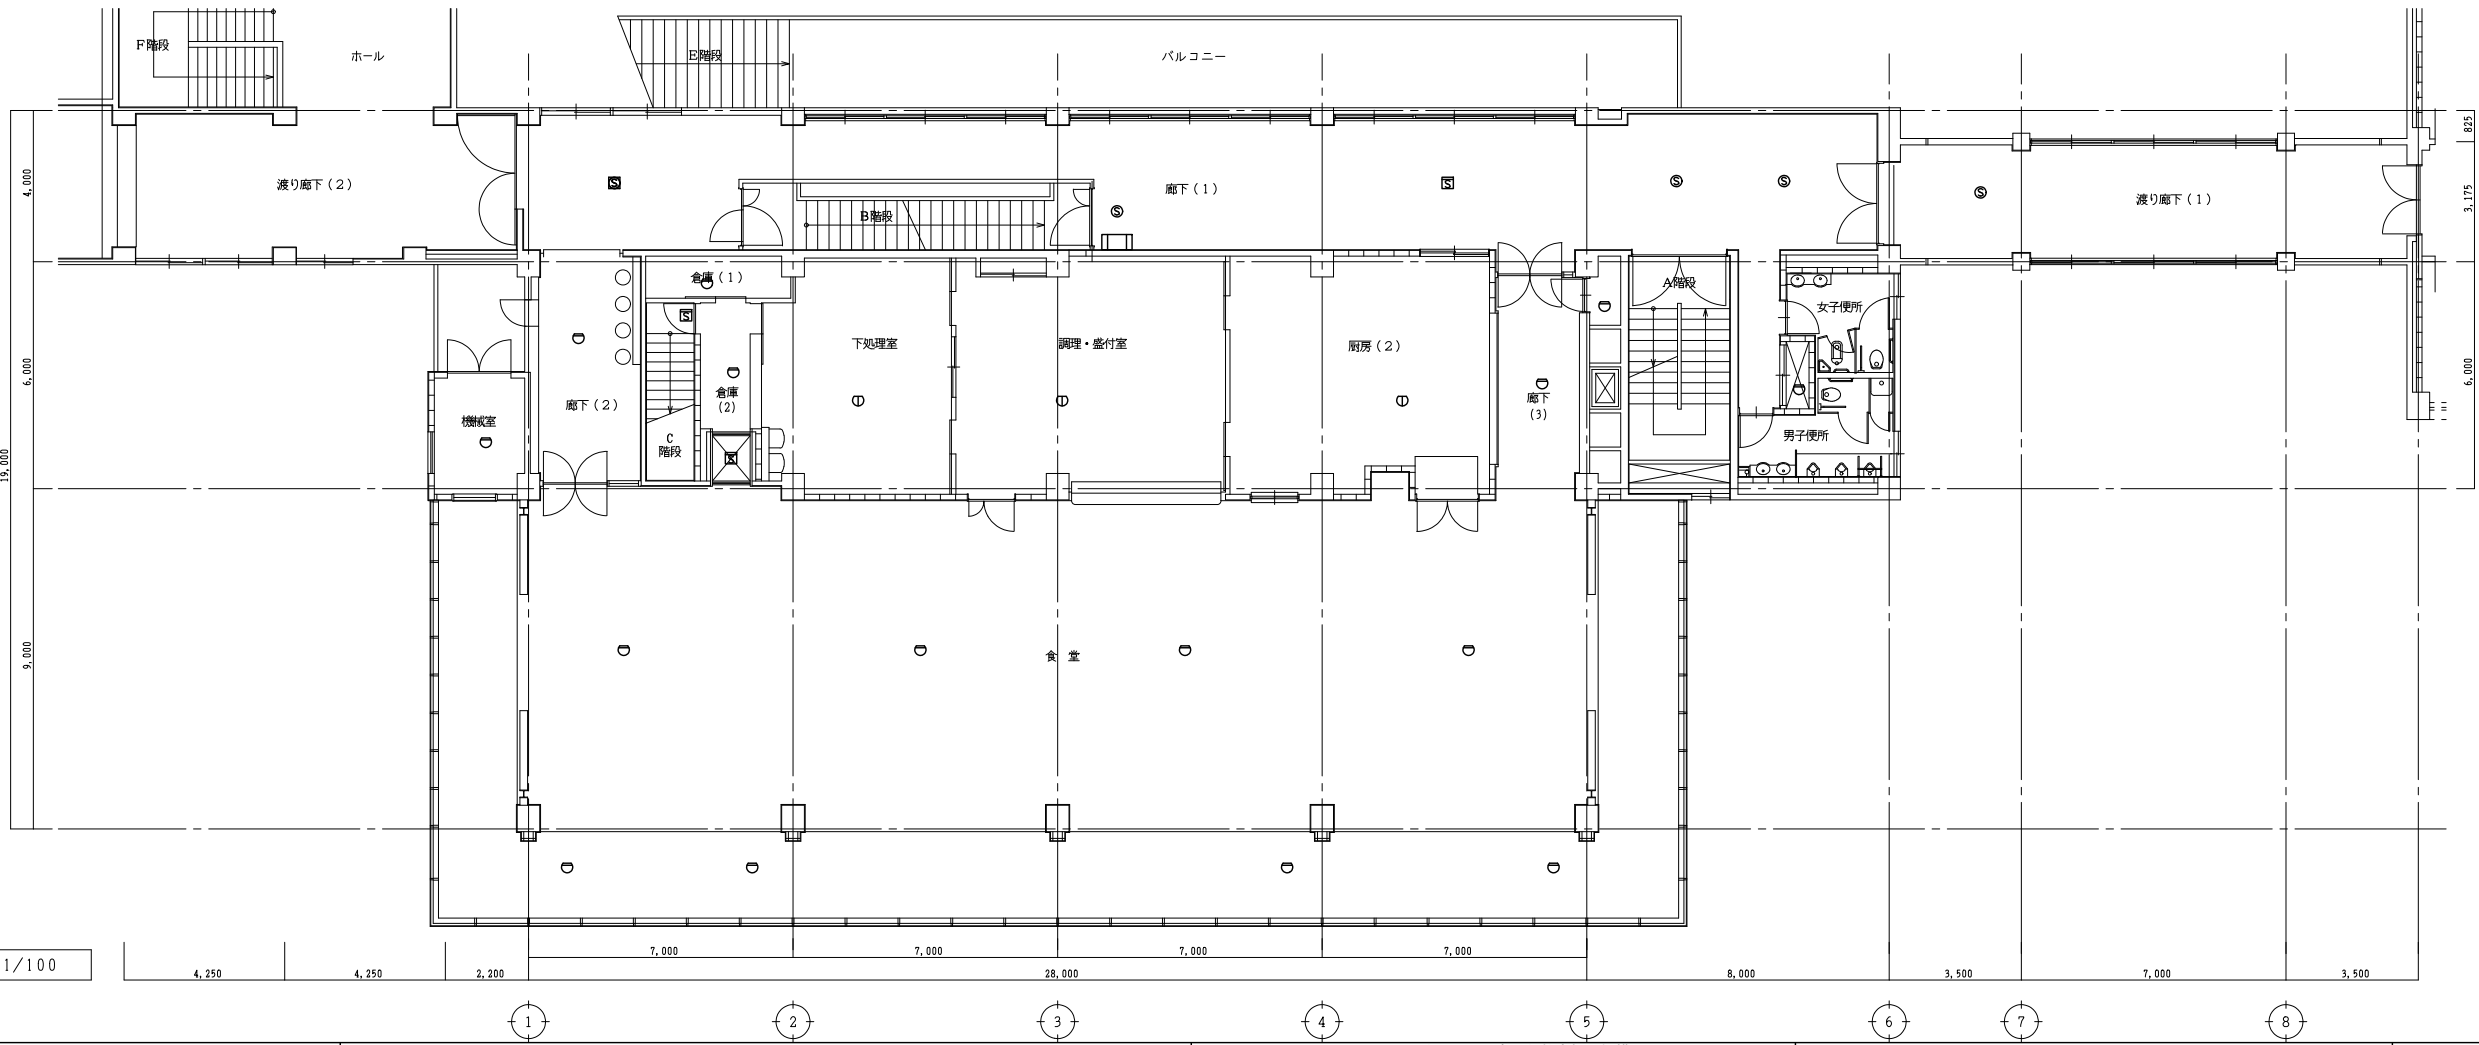 F階段
ホール
E階段
バルコニー
825
4,000
渡り廊下(2)
S
S
S
S
S
廊下(1)
B階段
S
渡り廊下(1)
3,175
倉庫(1)
S
A階段
女子便所
下処理室
調理・盛付室
厨房(2)
6,000
6,000
倉庫
(2)
廊下(2)
廊下
(3)
機械室
C
階段
男子便所
S
19,000
9,000
食 堂
7,000
7,000
7,000
7,000
1/100
4,250
4,250
2,200
28,000
8,000
3,500
7,000
3,500
1
2
3
4
5
6
7
8